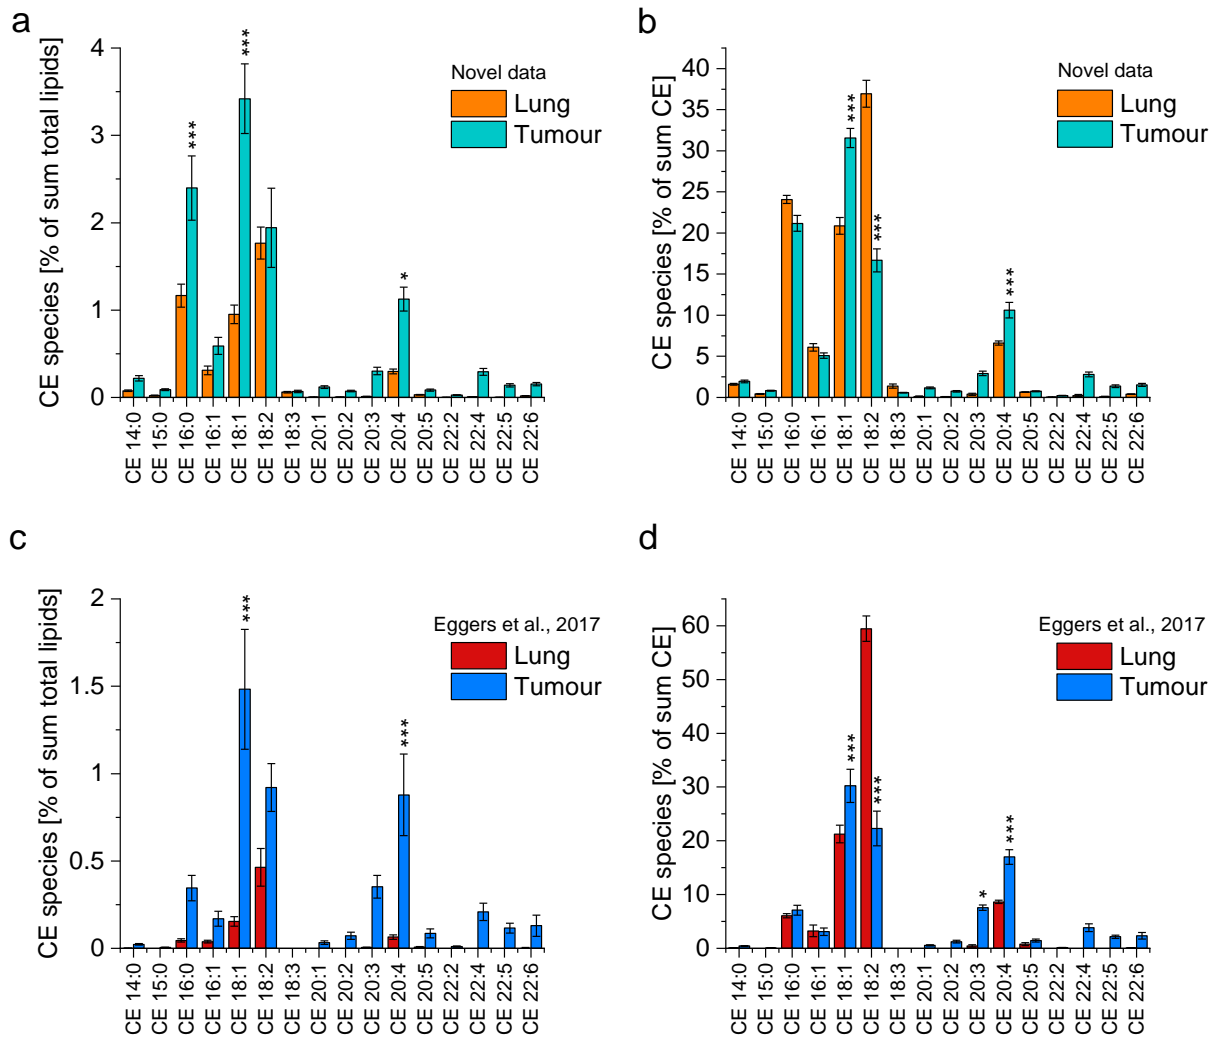 a
CE species [% of sum total lipids]
4
3
2
1
0
***
***
*
Novel data
Lung
Tumour
CE 14:0
CE 15:0
CE 16:0
CE 16:1
CE 18:1
CE 18:2
CE 18:3
CE 20:1
CE 20:2
CE 20:3
CE 20:4
CE 20:5
CE 22:2
CE 22:4
CE 22:5
CE 22:6
b
CE species [% of sum CE]
40
35
30
25
20
15
10
5
0
***
***
***
Novel data
Lung
Tumour
CE 14:0
CE 15:0
CE 16:0
CE 16:1
CE 18:1
CE 18:2
CE 18:3
CE 20:1
CE 20:2
CE 20:3
CE 20:4
CE 20:5
CE 22:2
CE 22:4
CE 22:5
CE 22:6
c
CE species [% of sum total lipids]
2
1.5
1
0.5
0
***
***
Eggers et al., 2017
Lung
Tumour
CE 14:0
CE 15:0
CE 16:0
CE 16:1
CE 18:1
CE 18:2
CE 18:3
CE 20:1
CE 20:2
CE 20:3
CE 20:4
CE 20:5
CE 22:2
CE 22:4
CE 22:5
CE 22:6
d
CE species [% of sum CE]
60
50
40
30
20
10
0
***
***
*
***
Eggers et al., 2017
Lung
Tumour
CE 14:0
CE 15:0
CE 16:0
CE 16:1
CE 18:1
CE 18:2
CE 18:3
CE 20:1
CE 20:2
CE 20:3
CE 20:4
CE 20:5
CE 22:2
CE 22:4
CE 22:5
CE 22:6